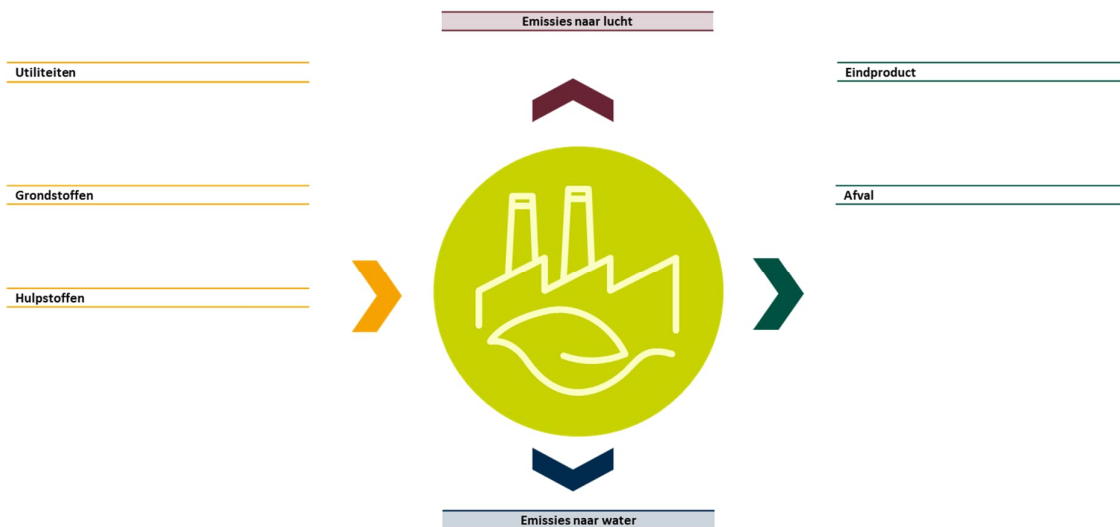 Emissies naar lucht
Utiliteiten
Eindproduct
Grondstoffen
Afval
Hulpstoffen
Emissies naar water